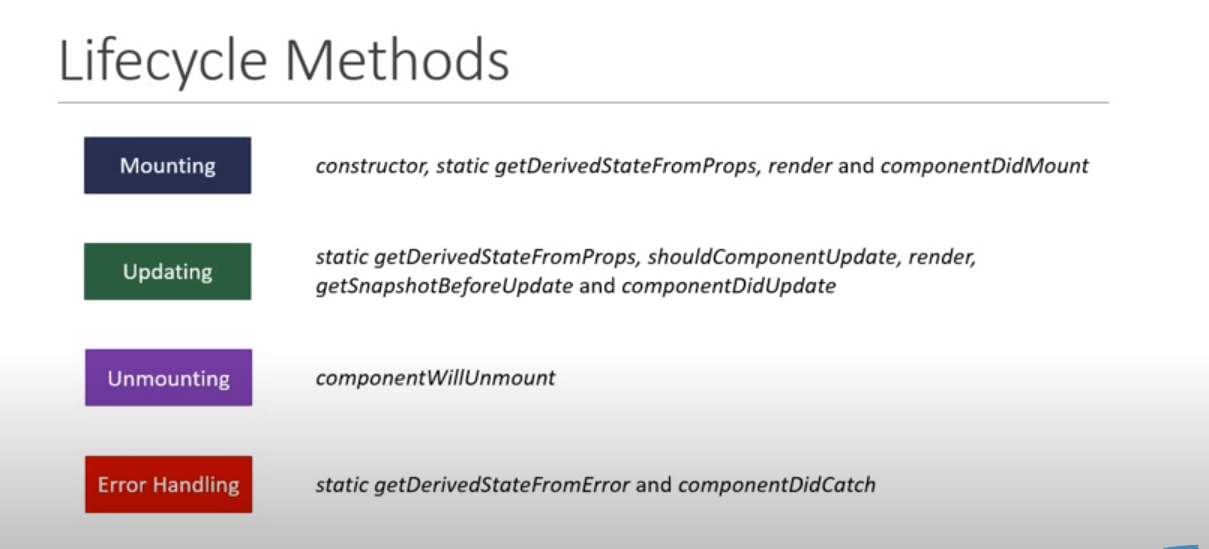 Lifecycle Methods
Mounting
constructor, static getDerivedStateFromProps, render and componentDidMount
Updating
static getDerivedStateFromProps, shouldComponentUpdate, render,
getSnapshotBeforeUpdate and componentDidUpdate
Unmounting
componentWillUnmount
Error Handling
static getDerivedStateFromError and componentDidCatch